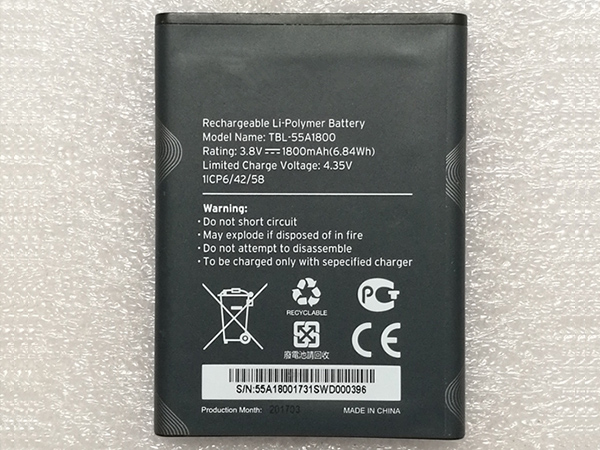 Rechargeable Li-Polymer Battery
Model Name: TBL-55A1800
Rating: 3.8V⎓1800mAh(6.84Wh)
Limited Charge Voltage: 4.35V
1ICP6/42/58
Warning:
· Do not short circuit
· May explode if disposed of in fire
· Do not attempt to disassemble
· To be charged only with sepecified charger
RECYCLABLE
廢電池請回收
PCT
CE
S/N:55A18001731SWD000396
Production Month: 201703
MADE IN CHINA